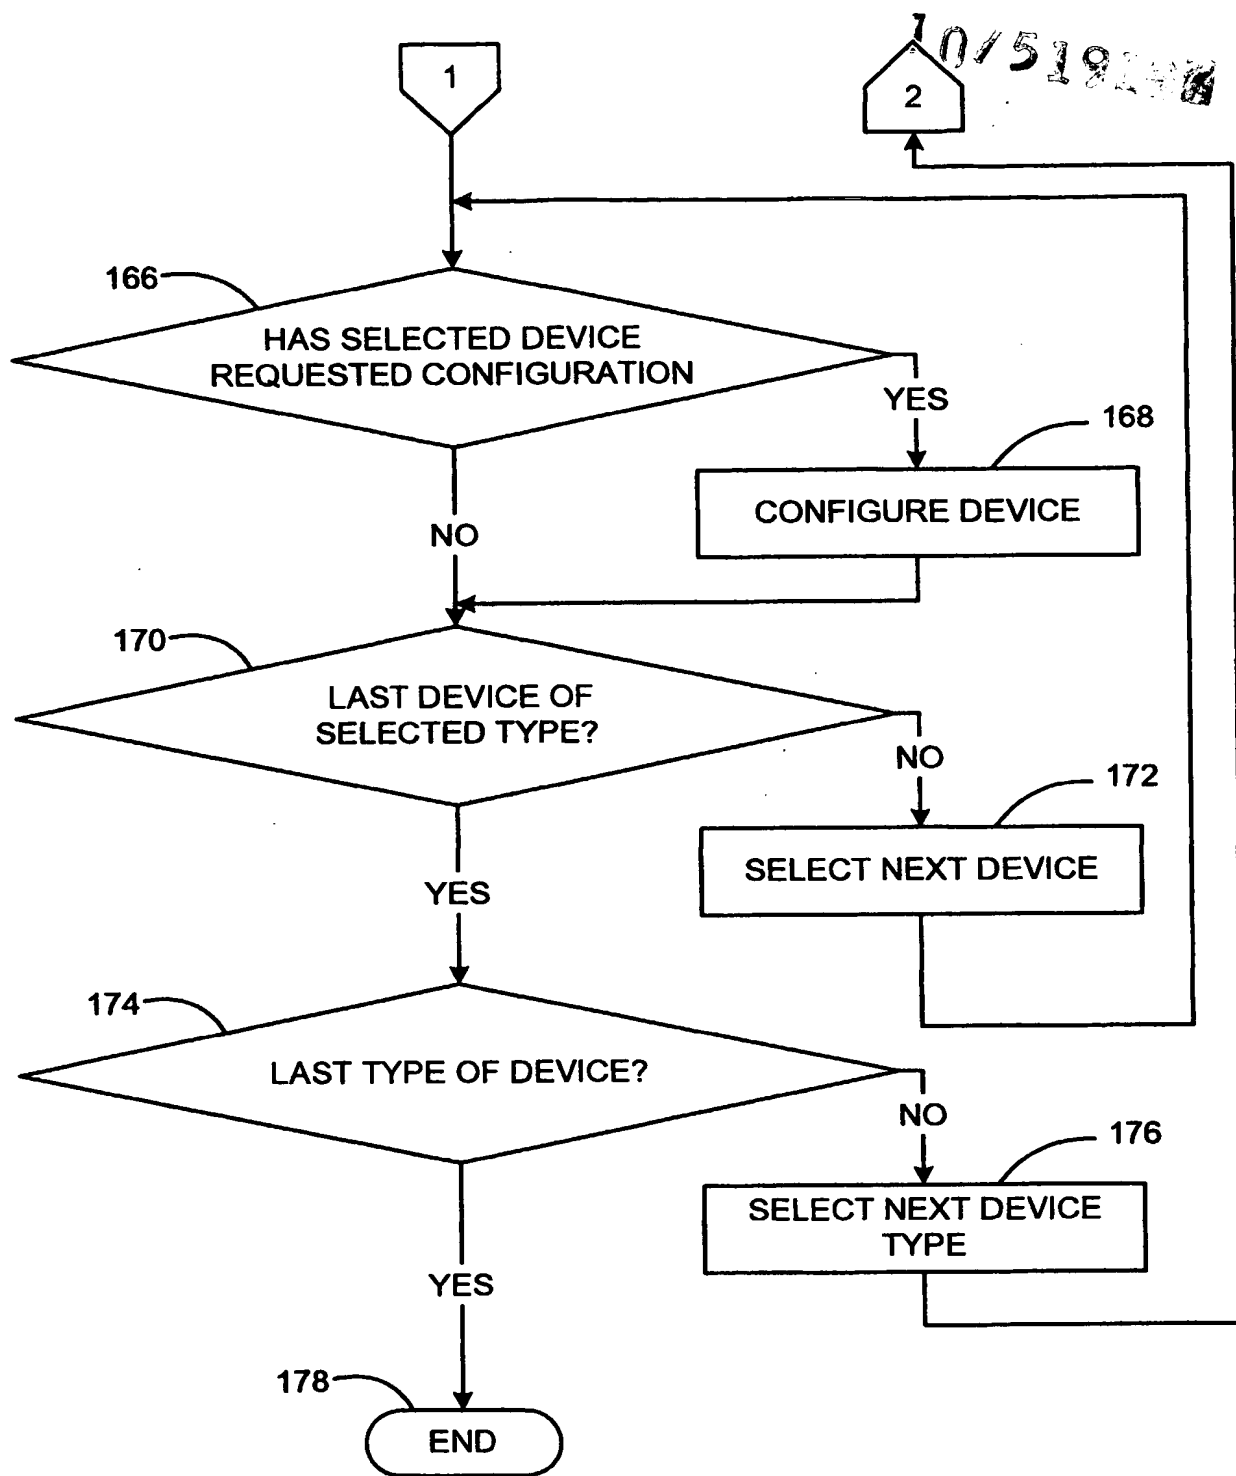 1
2
166
HAS SELECTED DEVICE
REQUESTED CONFIGURATION
YES
168
CONFIGURE DEVICE
NO
170
LAST DEVICE OF
SELECTED TYPE?
NO
172
SELECT NEXT DEVICE
YES
174
LAST TYPE OF DEVICE?
NO
176
SELECT NEXT DEVICE
TYPE
YES
178
END